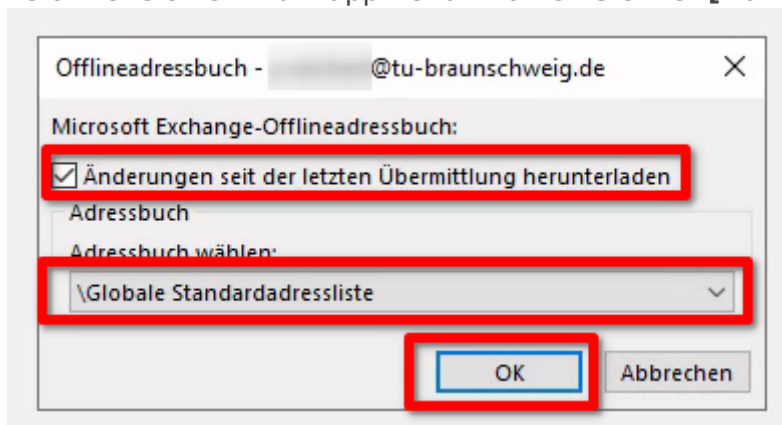 Offlineadressbuch - @tu-braunschweig.de
Microsoft Exchange-Offlineadressbuch:
Änderungen seit der letzten Übermittlung herunterladen
Adressbuch
Adressbuch wählen:
\Globale Standardadressliste
OK
Abbrechen